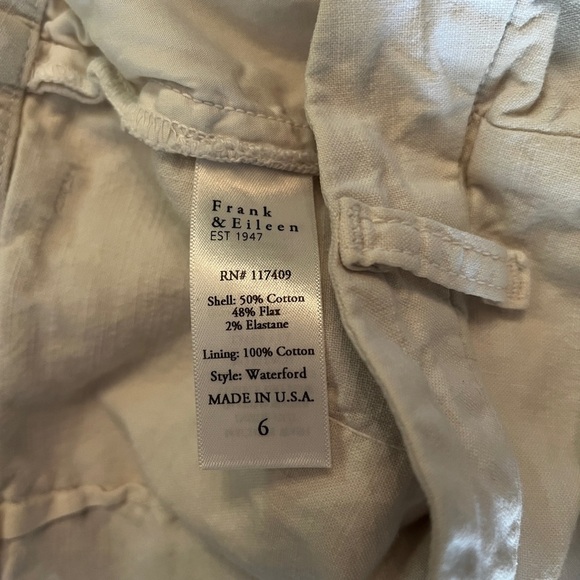 Frank
& Eileen
EST 1947
RN# 117409
Shell: 50% Cotton
48% Flax
2% Elastane
Lining: 100% Cotton
Style: Waterford
MADE IN U.S.A.
6